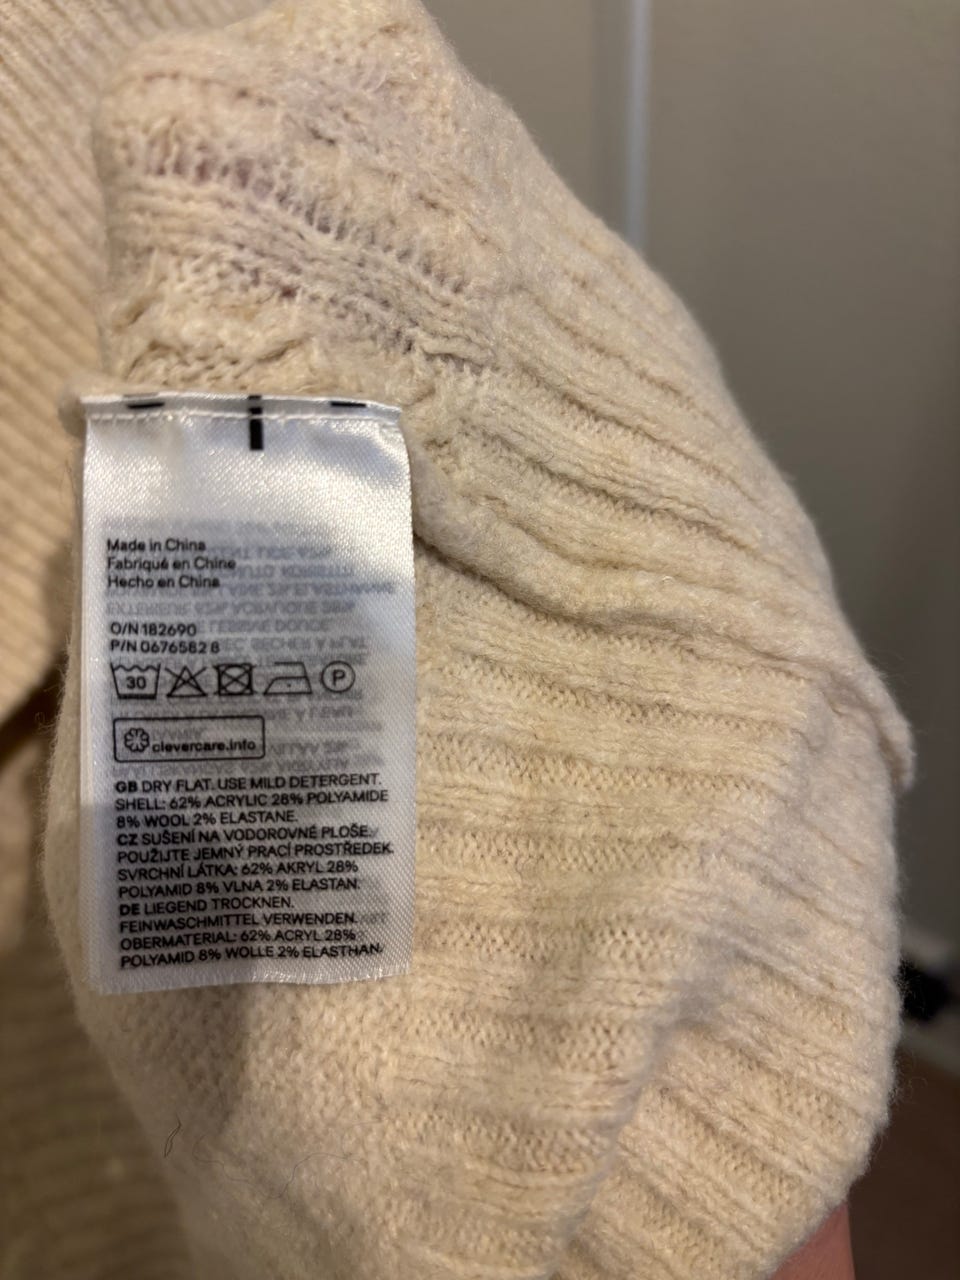 Made in China
Fabriqué en Chine
Hecho en China
O/N 182690
P/N 0676582 8
30
P
clevercare.info
GB DRY FLAT. USE MILD DETERGENT.
SHELL: 62% ACRYLIC 28% POLYAMIDE
8% WOOL 2% ELASTANE.
CZ SUŠENÍ NA VODOROVNÉ PLOŠE.
POUŽIJTE JEMNÝ PRACÍ PROSTŘEDEK.
SVRCHNÍ LÁTKA: 62% AKRYL 28%
POLYAMID 8% VLNA 2% ELASTAN.
DE LIEGEND TROCKNEN.
FEINWASCHMITTEL VERWENDEN.
OBERMATERIAL: 62% ACRYL 28%
POLYAMID 8% WOLLE 2% ELASTHAN.